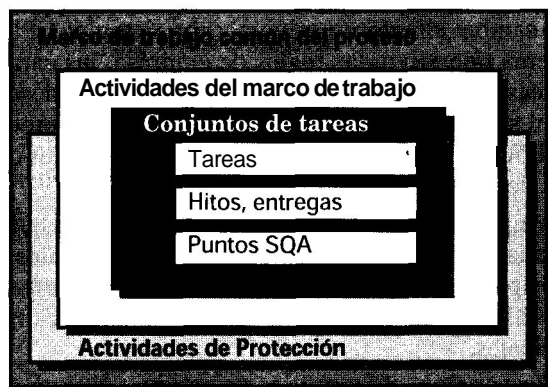 Marco de trabajo común del proceso
Actividades del marco de trabajo
Conjuntos de tareas
Tareas
Hitos, entregas
Puntos SQA
Actividades de Protección